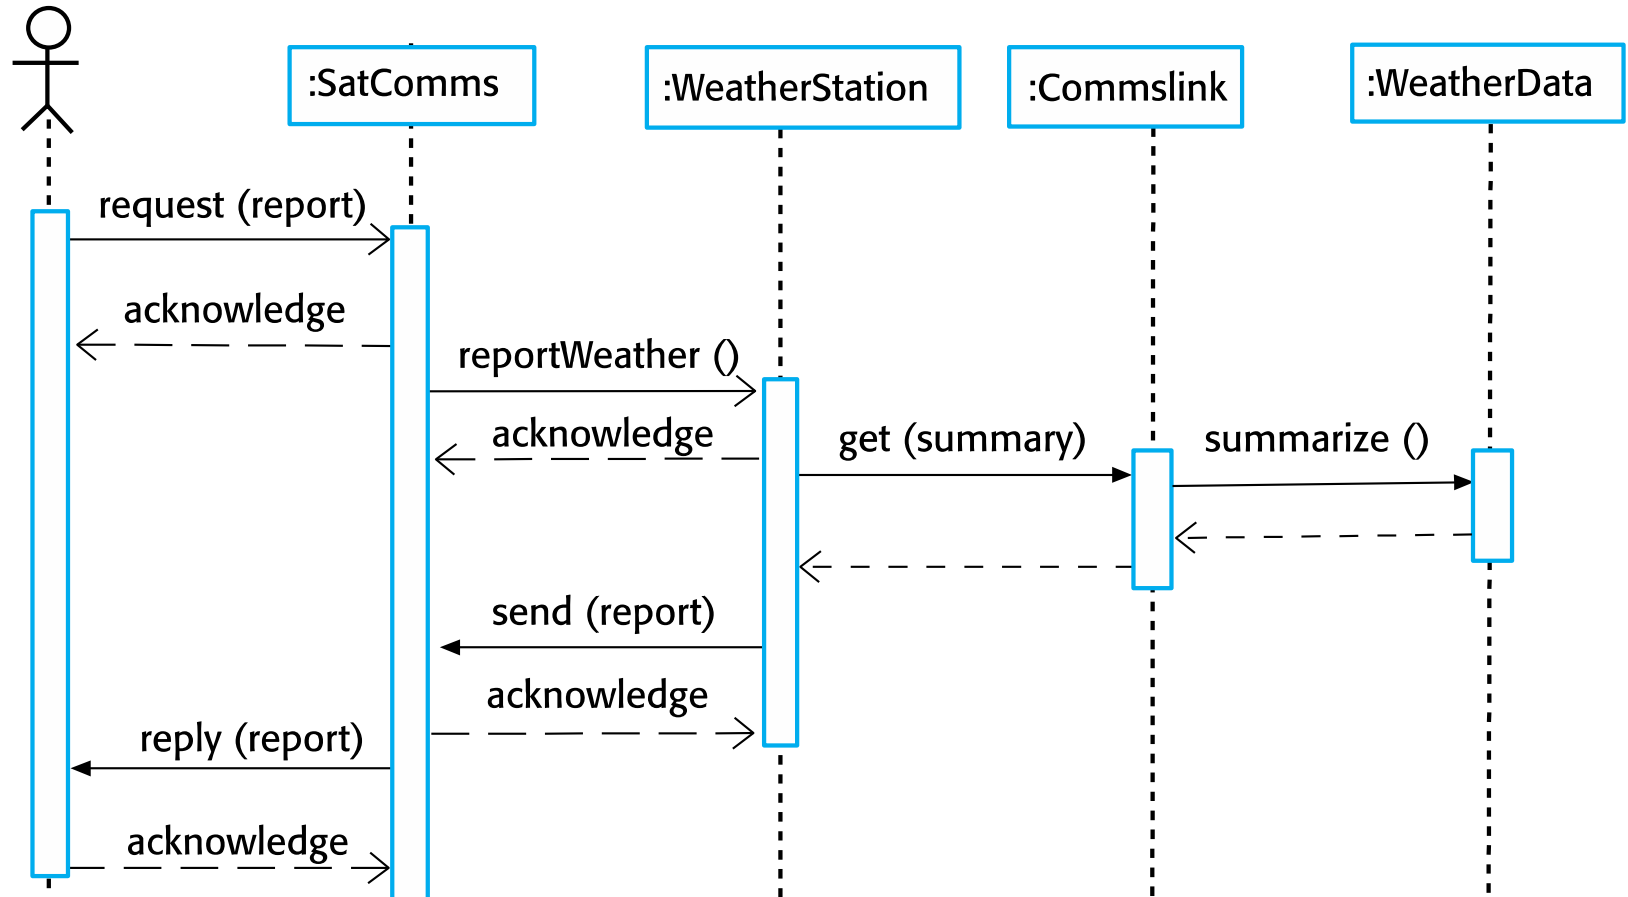 :SatComms
:WeatherStation
:Commslink
:WeatherData
request (report)
acknowledge
reportWeather ()
acknowledge
get (summary)
summarize ()
send (report)
acknowledge
reply (report)
acknowledge